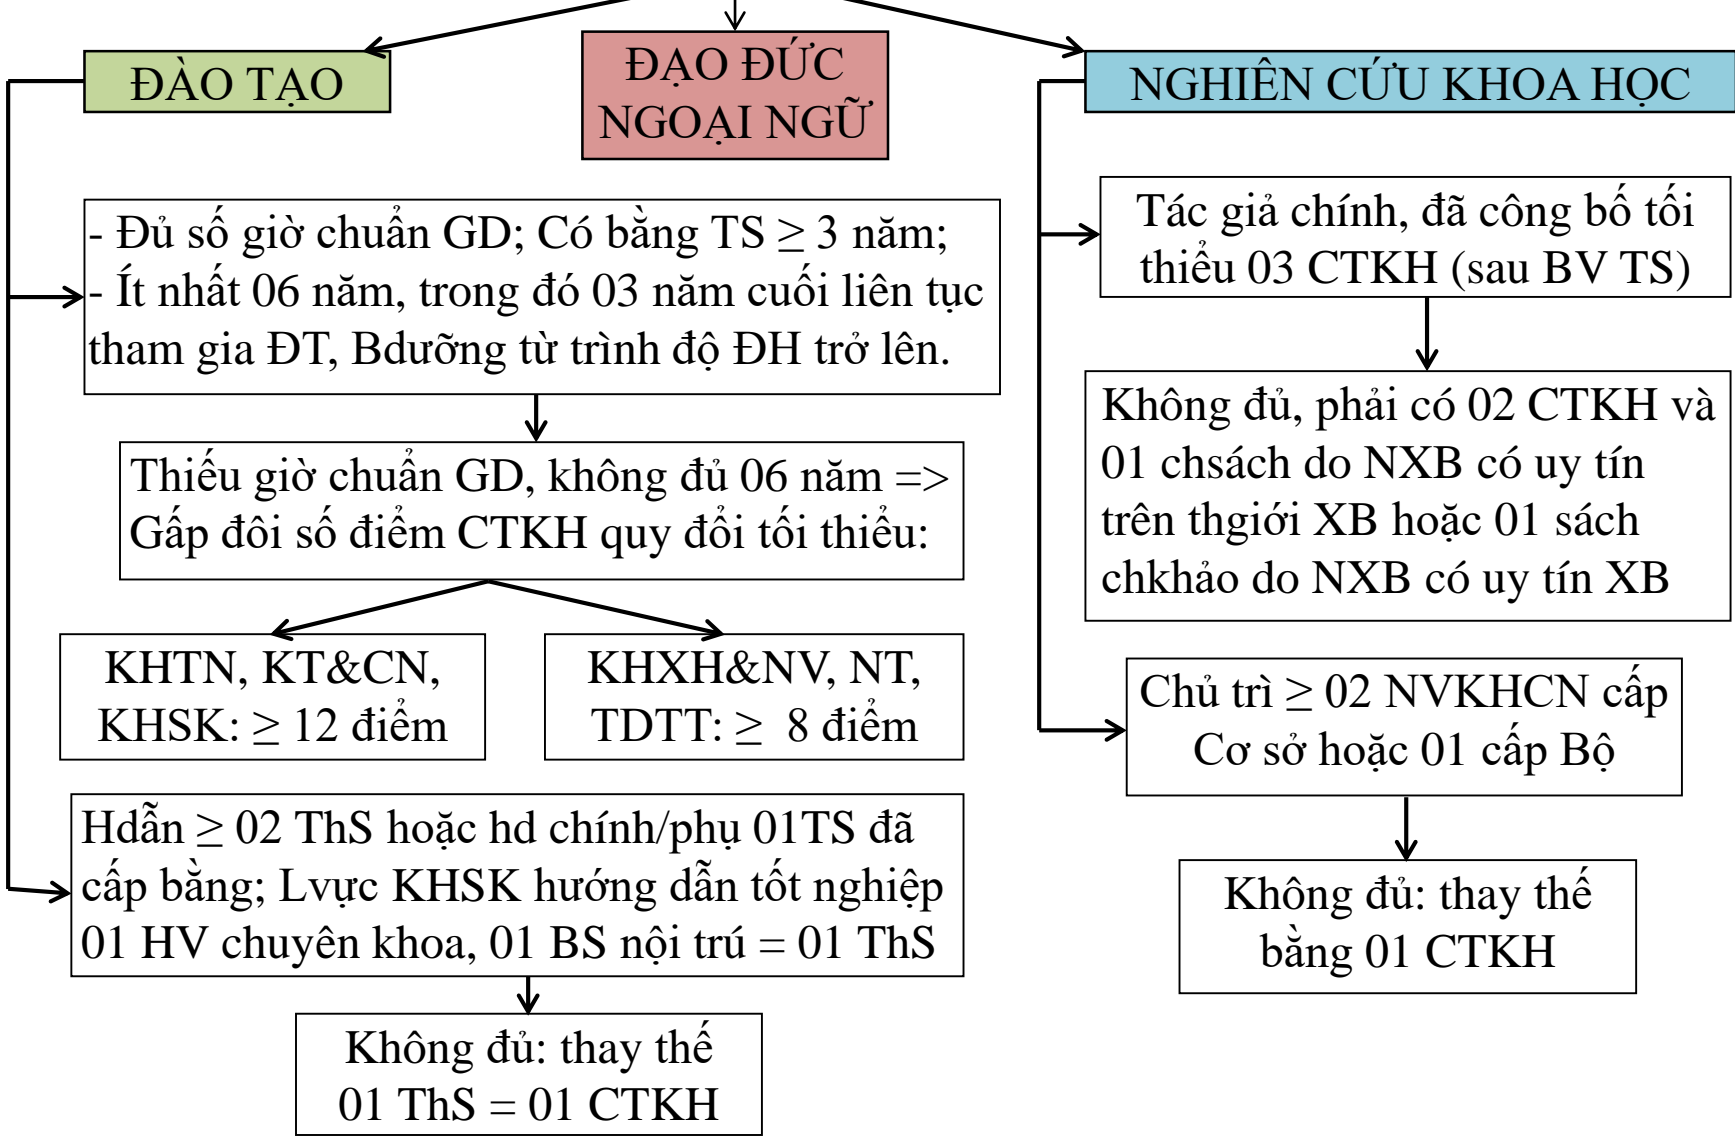 ĐÀO TẠO
ĐẠO ĐỨC
NGOẠI NGỮ
NGHIÊN CỨU KHOA HỌC
- Đủ số giờ chuẩn GD; Có bằng TS ≥ 3 năm;
- Ít nhất 06 năm, trong đó 03 năm cuối liên tục
tham gia ĐT, Bdưỡng từ trình độ ĐH trở lên.
Thiếu giờ chuẩn GD, không đủ 06 năm =>
Gấp đôi số điểm CTKH quy đổi tối thiểu:
KHTN, KT&CN,
KHSK: ≥ 12 điểm
KHXH&NV, NT,
TDTT: ≥ 8 điểm
Hdẫn ≥ 02 ThS hoặc hd chính/phụ 01TS đã
cấp bằng; Lvực KHSK hướng dẫn tốt nghiệp
01 HV chuyên khoa, 01 BS nội trú = 01 ThS
Không đủ: thay thế
01 ThS = 01 CTKH
Tác giả chính, đã công bố tối
thiểu 03 CTKH (sau BV TS)
Không đủ, phải có 02 CTKH và
01 chsách do NXB có uy tín
trên thgiới XB hoặc 01 sách
chkhảo do NXB có uy tín XB
Chủ trì ≥ 02 NVKHCN cấp
Cơ sở hoặc 01 cấp Bộ
Không đủ: thay thế
bằng 01 CTKH